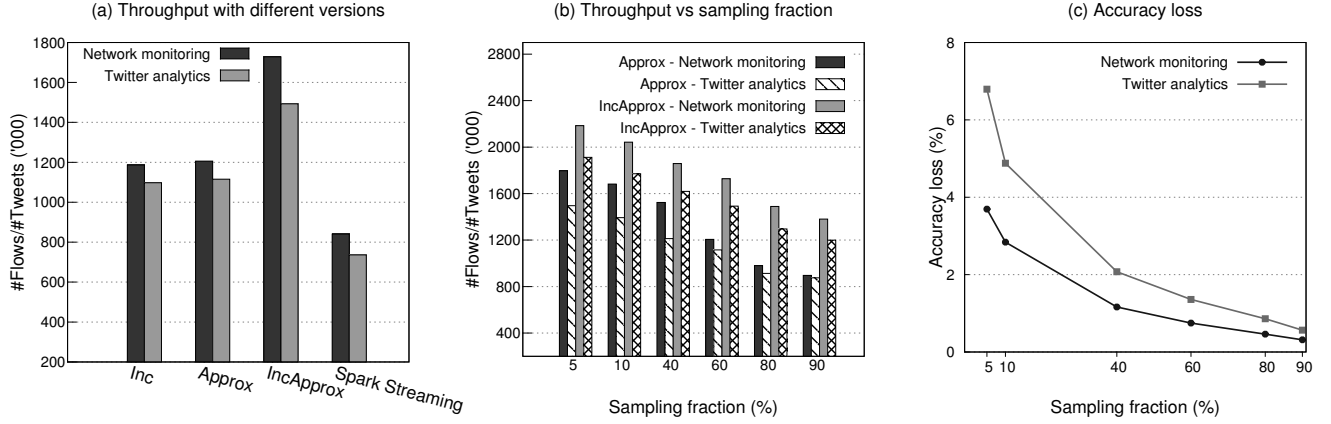 (a) Throughput with different versions
#Flows/#Tweets ('000)
1800
1600
1400
1200
1000
800
600
400
200
Network monitoring
Twitter analytics
Inc
Approx
IncApprox
Spark Streaming
(b) Throughput vs sampling fraction
#Flows/#Tweets ('000)
2800
2400
2000
1600
1200
800
400
Approx - Network monitoring
Approx - Twitter analytics
IncApprox - Network monitoring
IncApprox - Twitter analytics
5 10 40 60 80 90
Sampling fraction (%)
(c) Accuracy loss
Accuracy loss (%)
8
6
4
2
0
Network monitoring
Twitter analytics
5 10 40 60 80 90
Sampling fraction (%)